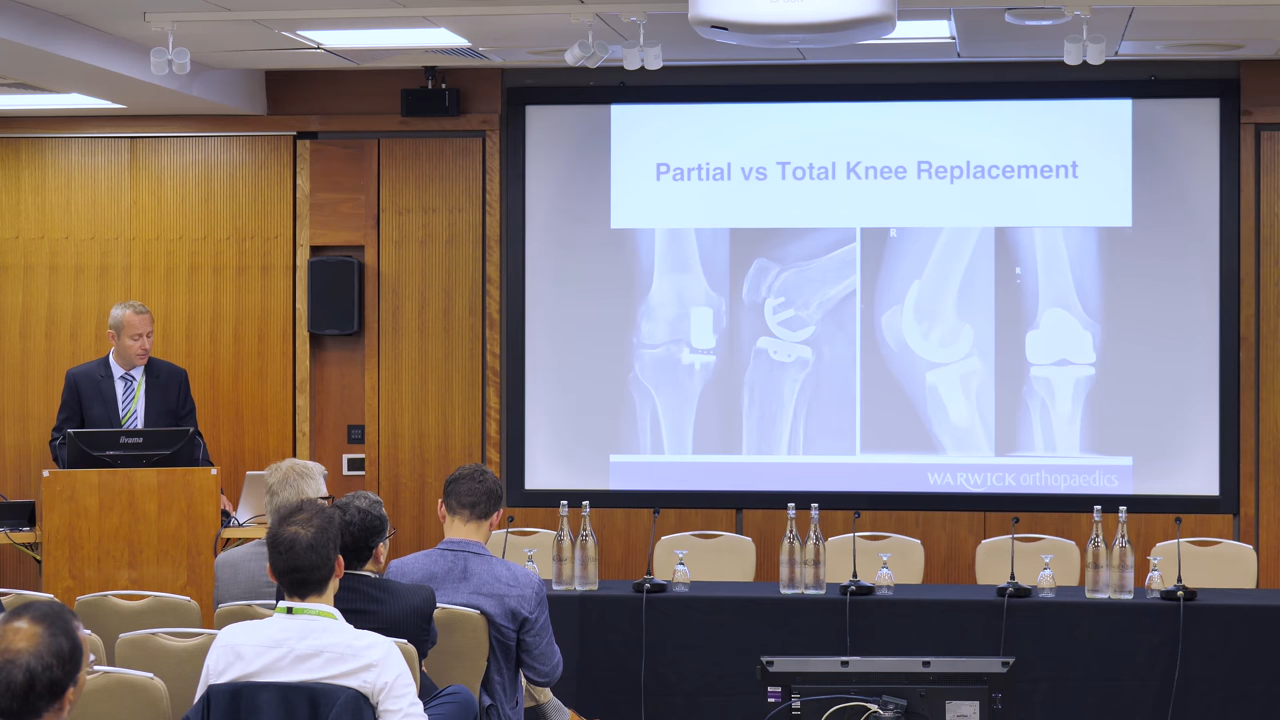 Partial vs Total Knee Replacement
R
R
WARWICK orthopaedics
iiyama